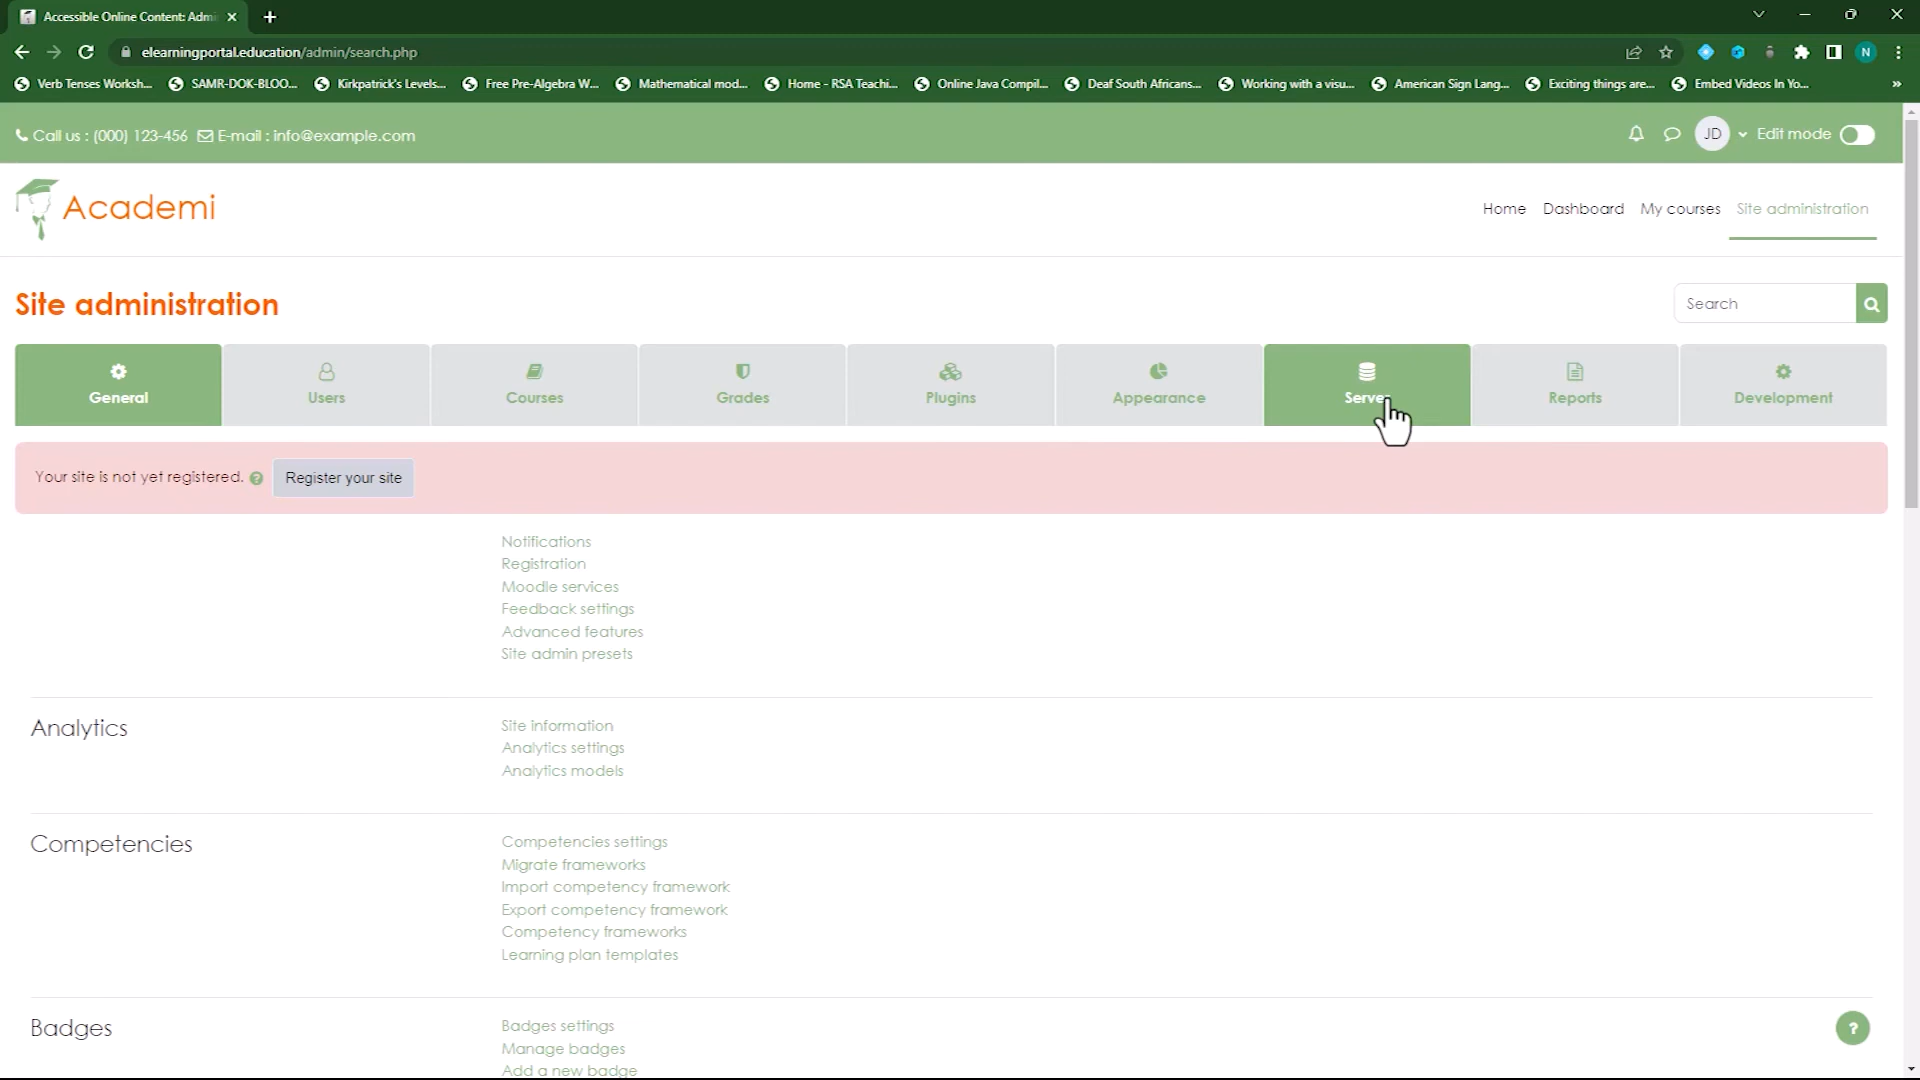 Accessible Online Content: Admi
elearningportal.education/admin/search.php
N
Verb Tenses Worksh... SAMR-DOK-BLOO... Kirkpatrick's Levels... Free Pre-Algebra W... Mathematical mod... Home - RSA Teachi... Online Java Compil... Deaf South Africans... Working with a visu... American Sign Lang... Exciting things are... Embed Videos In Yo... »
Call us : (000) 123-456 E-mail : info@example.com
JD Edit mode
Academi
Home Dashboard My courses Site administration
Site administration
Search
General Users Courses Grades Plugins Appearance Server Reports Development
Your site is not yet registered. ? Register your site
Notifications
Registration
Moodle services
Feedback settings
Advanced features
Site admin presets
Analytics
Site information
Analytics settings
Analytics models
Competencies
Competencies settings
Migrate frameworks
Import competency framework
Export competency framework
Competency frameworks
Learning plan templates
Badges
Badges settings
Manage badges
Add a new badge
?